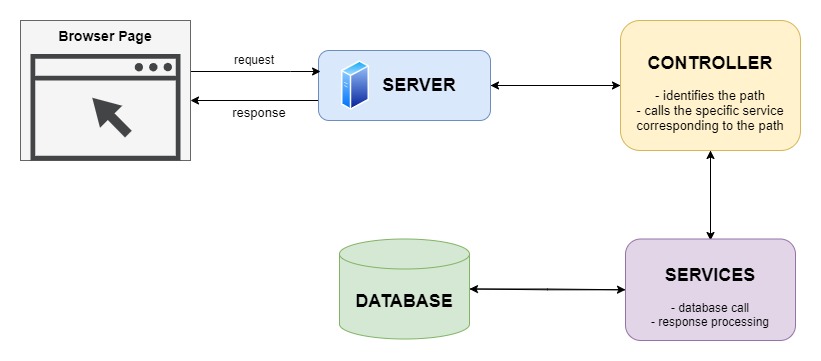 Browser Page
request
response
SERVER
CONTROLLER
- identifies the path
- calls the specific service
corresponding to the path
DATABASE
SERVICES
- database call
- response processing